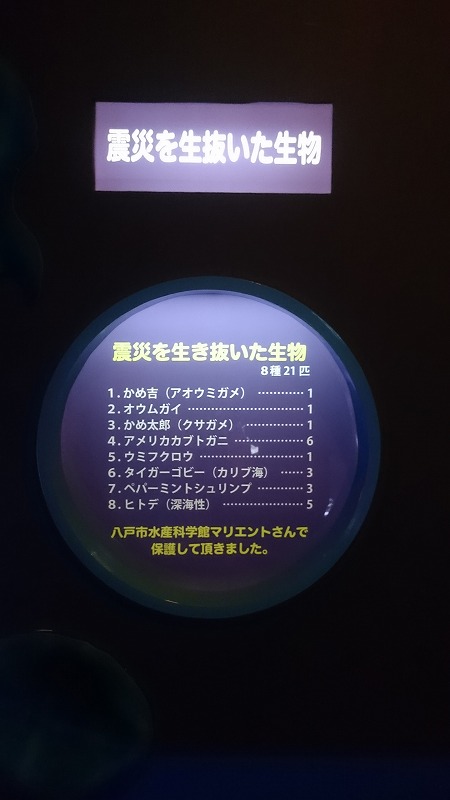 震災を生抜いた生物
震災を生き抜いた生物
8種21匹
1.かめ吉（アオウミガメ） …………1
2.オウムガイ ……………………………1
3.かめ太郎（クサガメ） ……………1
4.アメリカカブトガニ …………………6
5.ウミフクロウ …………………………1
6.タイガーゴビー（カリブ海） ……3
7.ペパーミントシュリンプ …………3
8.ヒトデ（深海性） ……………………5
八戸市水産科学館マリエントさんで
保護して頂きました。